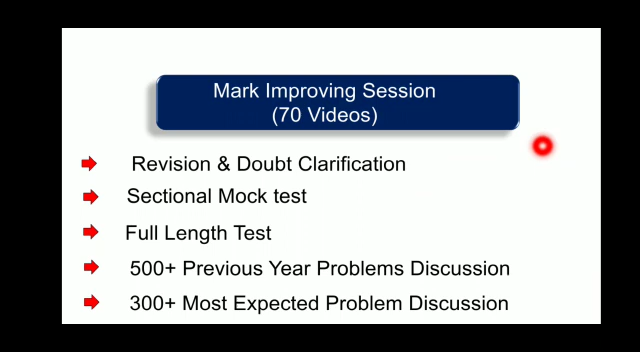 Mark Improving Session
(70 Videos)
Revision & Doubt Clarification
Sectional Mock test
Full Length Test
500+ Previous Year Problems Discussion
300+ Most Expected Problem Discussion